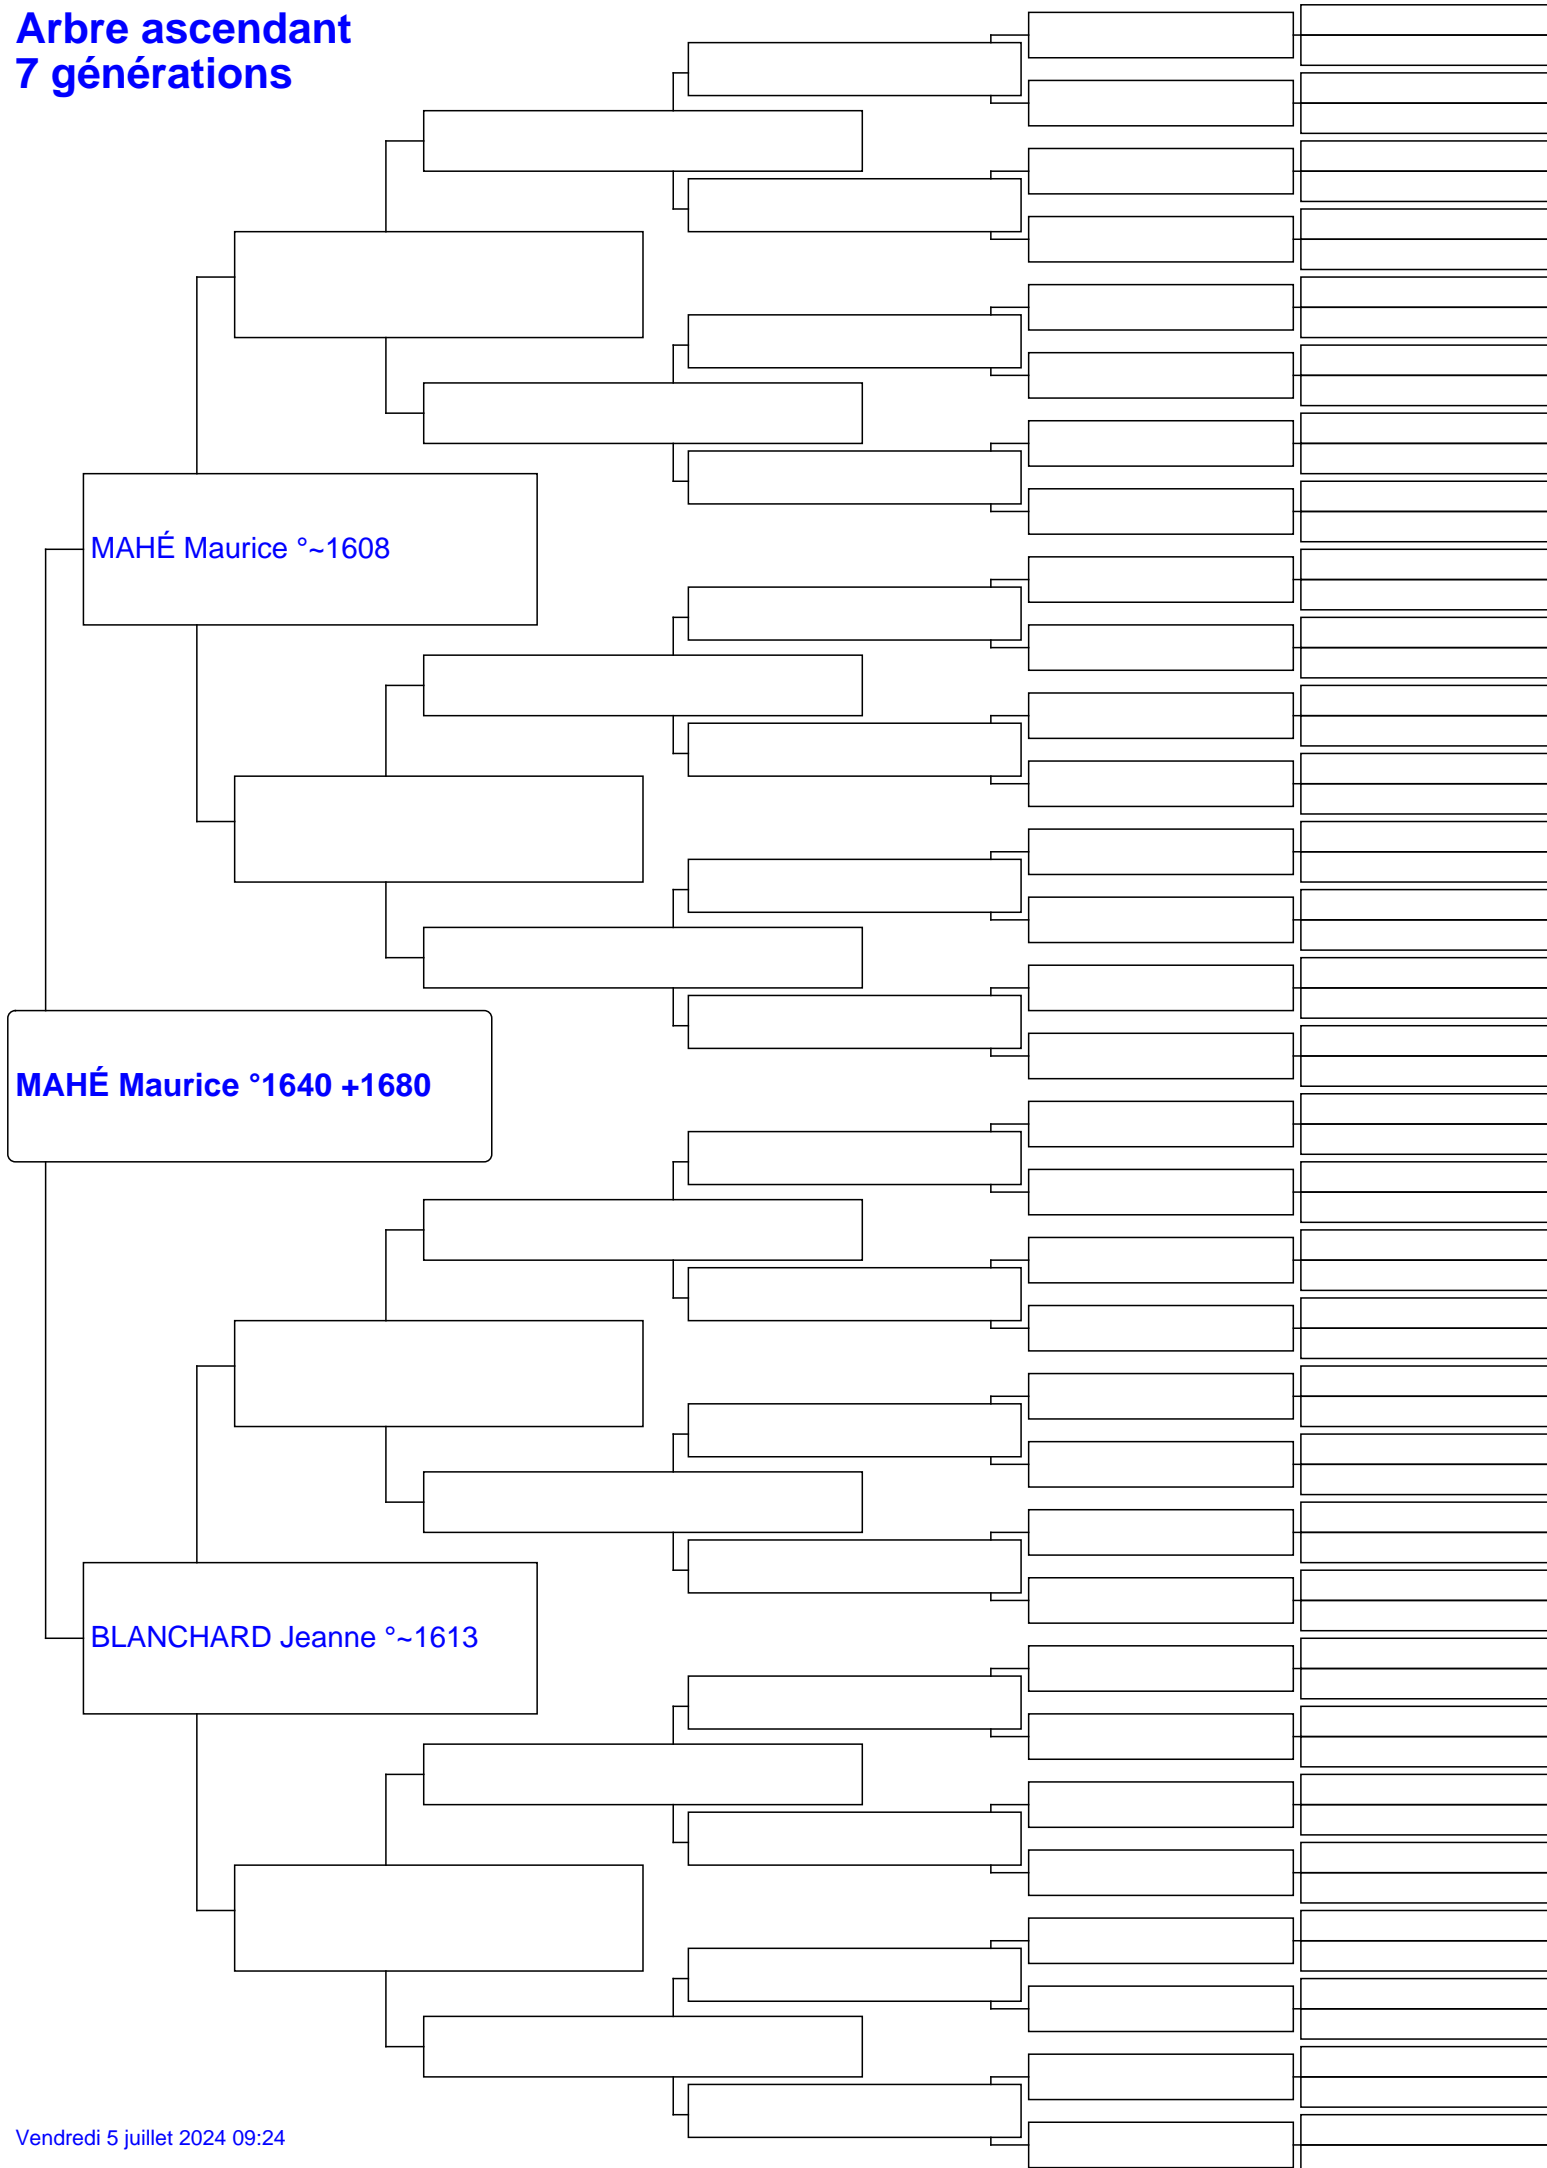 Arbre ascendant
7 générations
MAHÉ Maurice °~1608
MAHÉ Maurice °1640 +1680
BLANCHARD Jeanne °~1613
Vendredi 5 juillet 2024 09:24